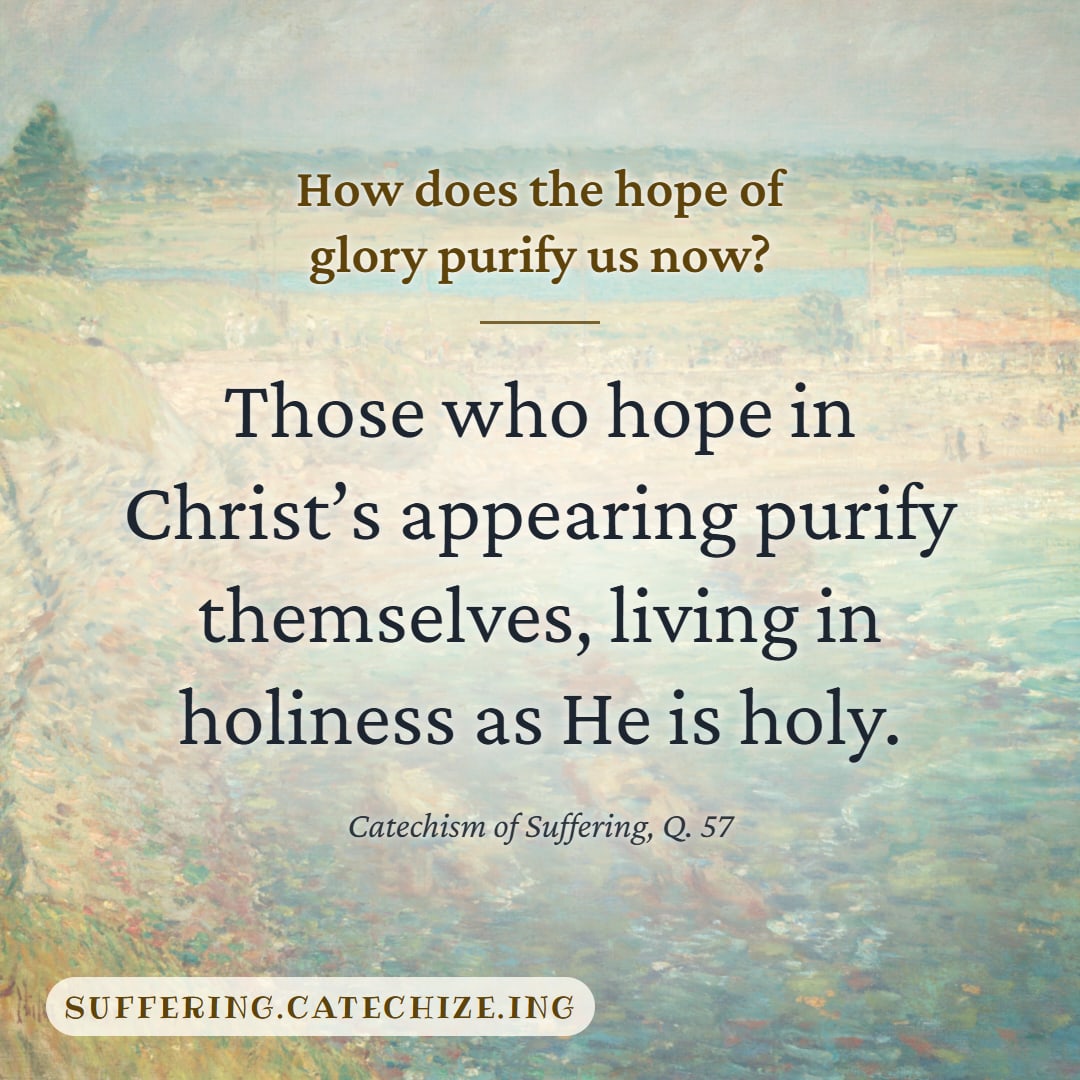 How does the hope of
glory purify us now?
Those who hope in
Christ’s appearing purify
themselves, living in
holiness as He is holy.
Catechism of Suffering, Q. 57
SUFFERING.CATECHIZE.ING